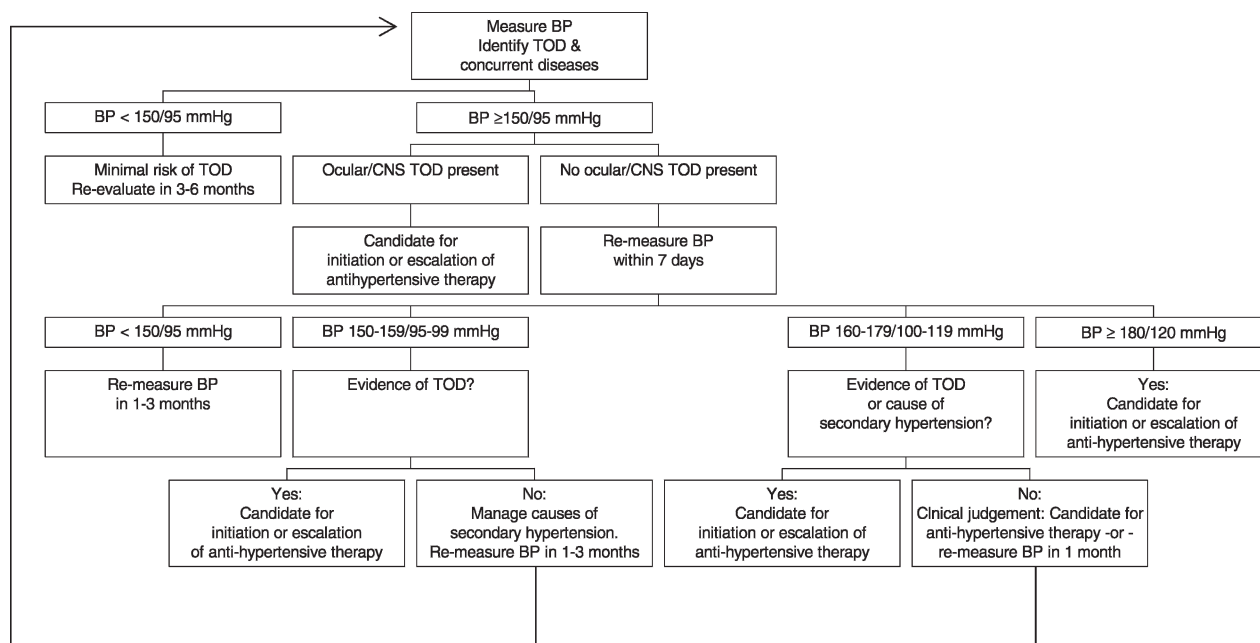 Measure BP
Identify TOD &
concurrent diseases
BP < 150/95 mmHg
BP ≥150/95 mmHg
Minimal risk of TOD
Re-evaluate in 3-6 months
Ocular/CNS TOD present
No ocular/CNS TOD present
Candidate for
initiation or escalation of
antihypertensive therapy
Re-measure BP
within 7 days
BP < 150/95 mmHg
BP 150-159/95-99 mmHg
BP 160-179/100-119 mmHg
BP ≥ 180/120 mmHg
Re-measure BP
in 1-3 months
Evidence of TOD?
Evidence of TOD
or cause of
secondary hypertension?
Yes:
Candidate for
initiation or escalation of
anti-hypertensive therapy
Yes:
Candidate for
initiation or escalation
of anti-hypertensive therapy
No:
Manage causes of
secondary hypertension.
Re-measure BP in 1-3 months
Yes:
Candidate for
initiation or escalation of
anti-hypertensive therapy
No:
Clnical judgement: Candidate for
anti-hypertensive therapy -or -
re-measure BP in 1 month